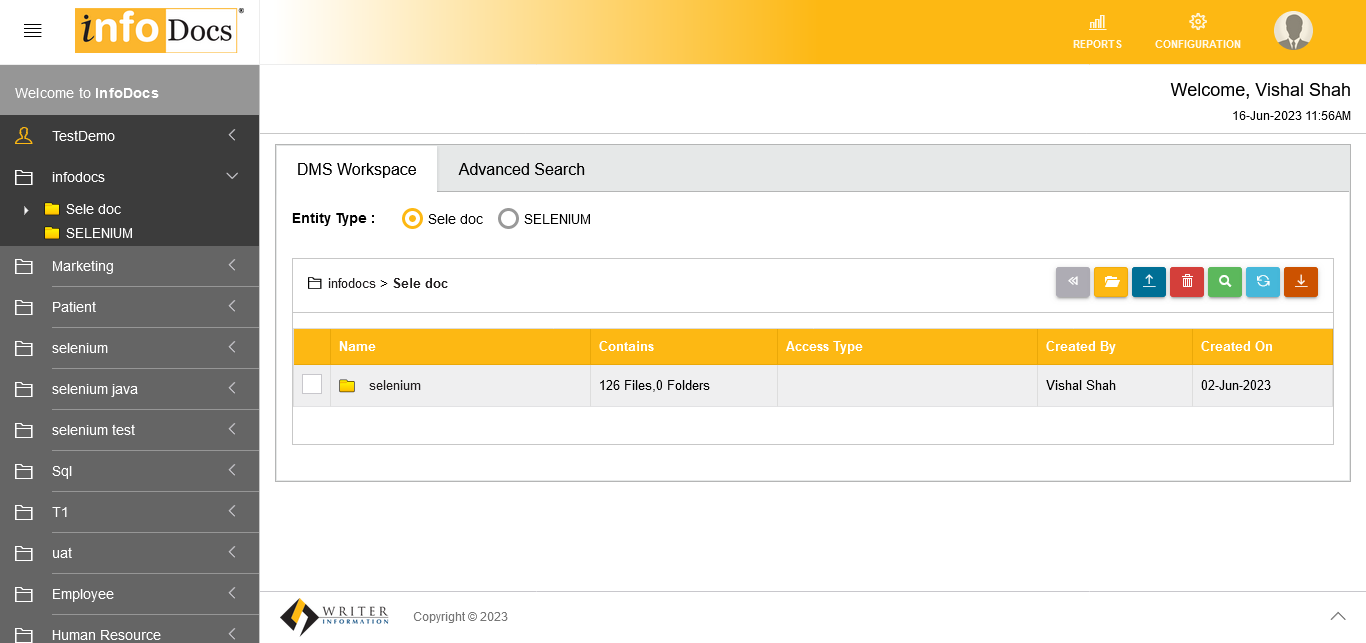 info Docs®
REPORTS
CONFIGURATION
Welcome to InfoDocs
Welcome, Vishal Shah
16-Jun-2023 11:56AM
TestDemo
infodocs
Sele doc
SELENIUM
Marketing
Patient
selenium
selenium java
selenium test
Sql
T1
uat
Employee
Human Resource
DMS Workspace
Advanced Search
Entity Type :
Sele doc
SELENIUM
infodocs > Sele doc
Name Contains Access Type Created By Created On
selenium 126 Files,0 Folders Vishal Shah 02-Jun-2023
WRITER
INFORMATION
Copyright © 2023